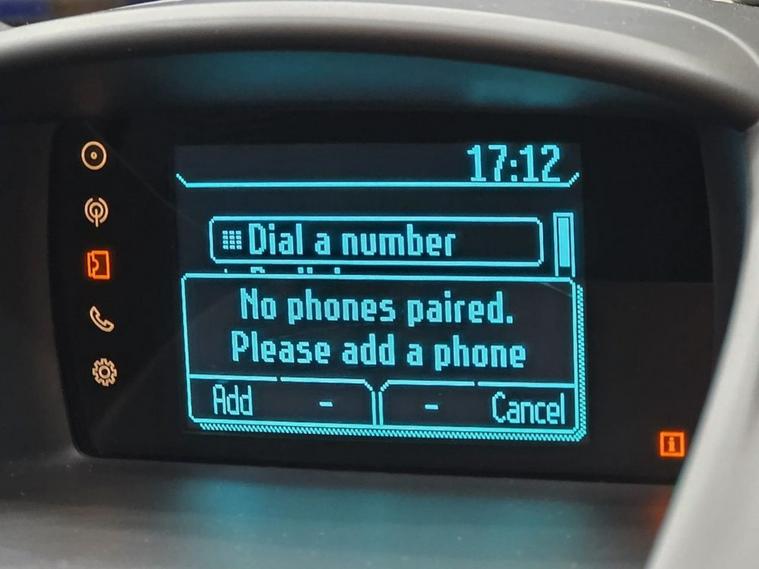 17:12
Dial a number
No phones paired.
Please add a phone
Add - - Cancel
i